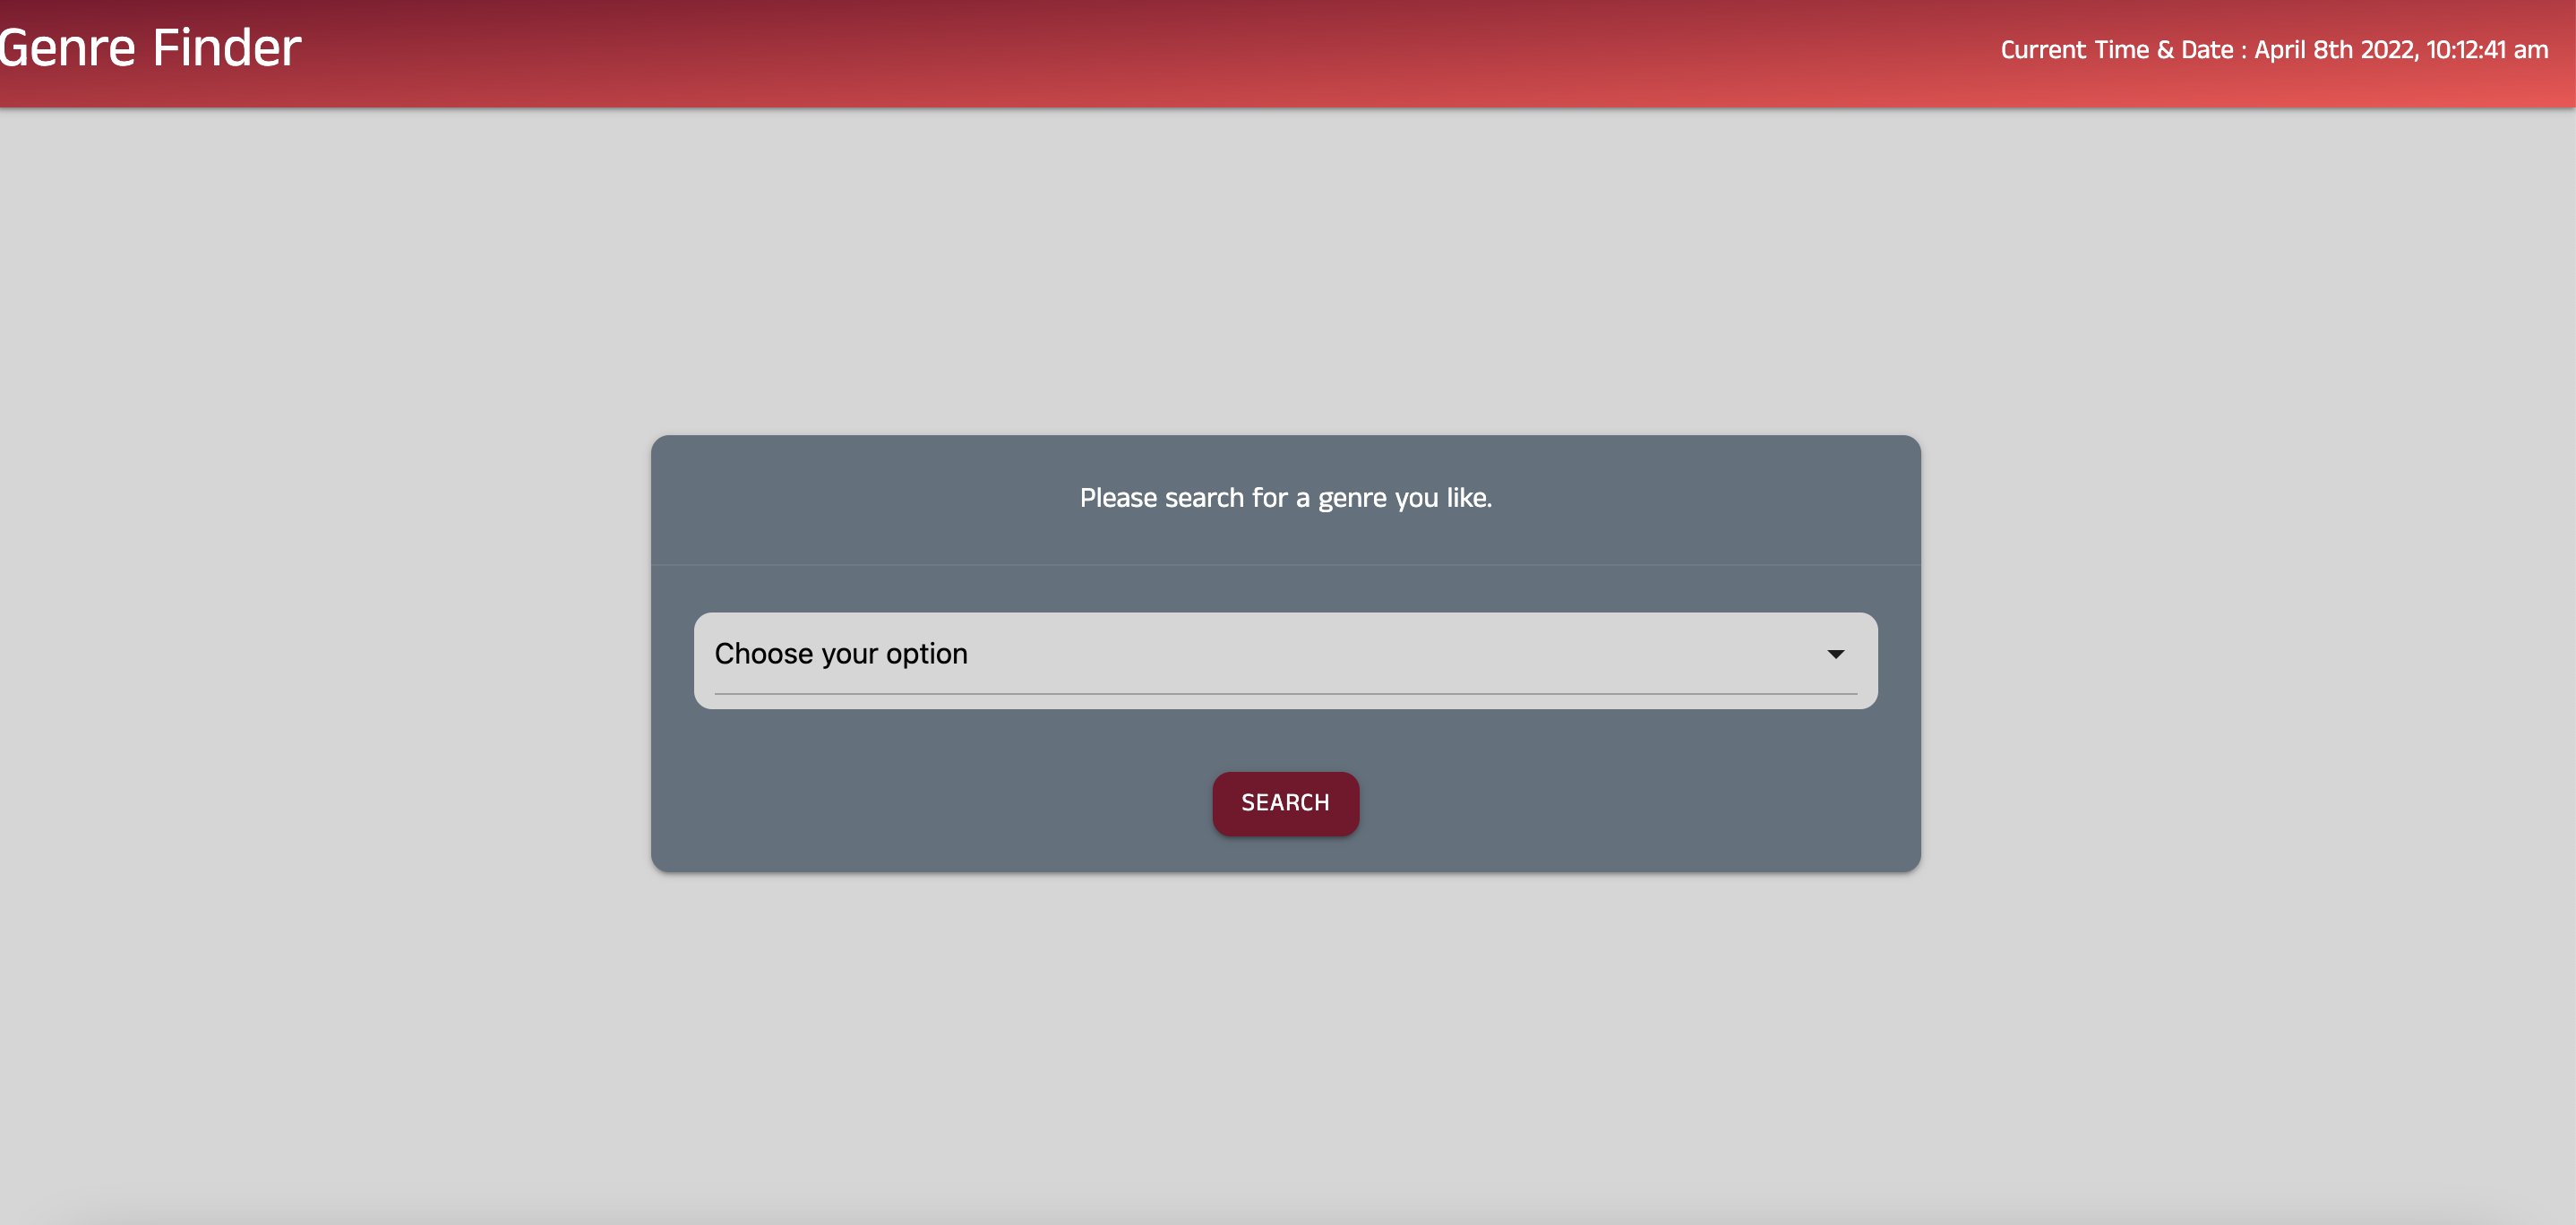 Genre Finder
Current Time & Date : April 8th 2022, 10:12:41 am
Please search for a genre you like.
Choose your option
SEARCH